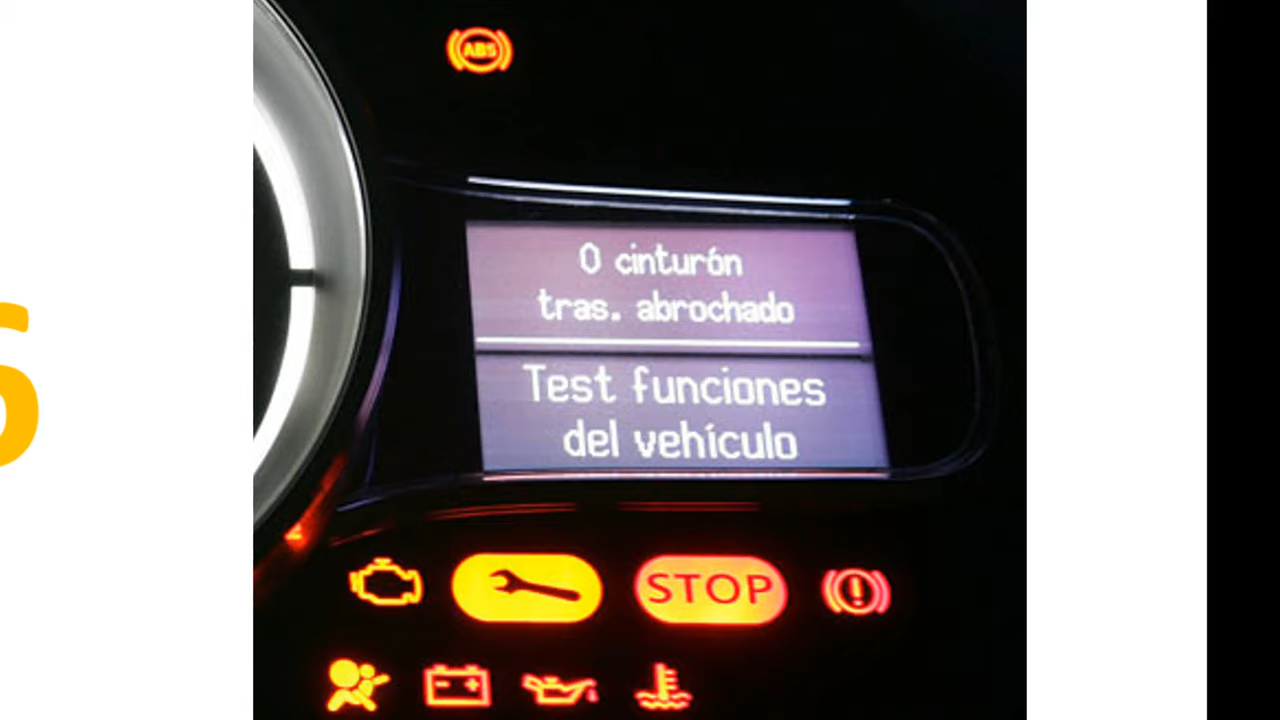 ABS
0 cinturón
tras. abrochado
Test funciones
del vehículo
STOP